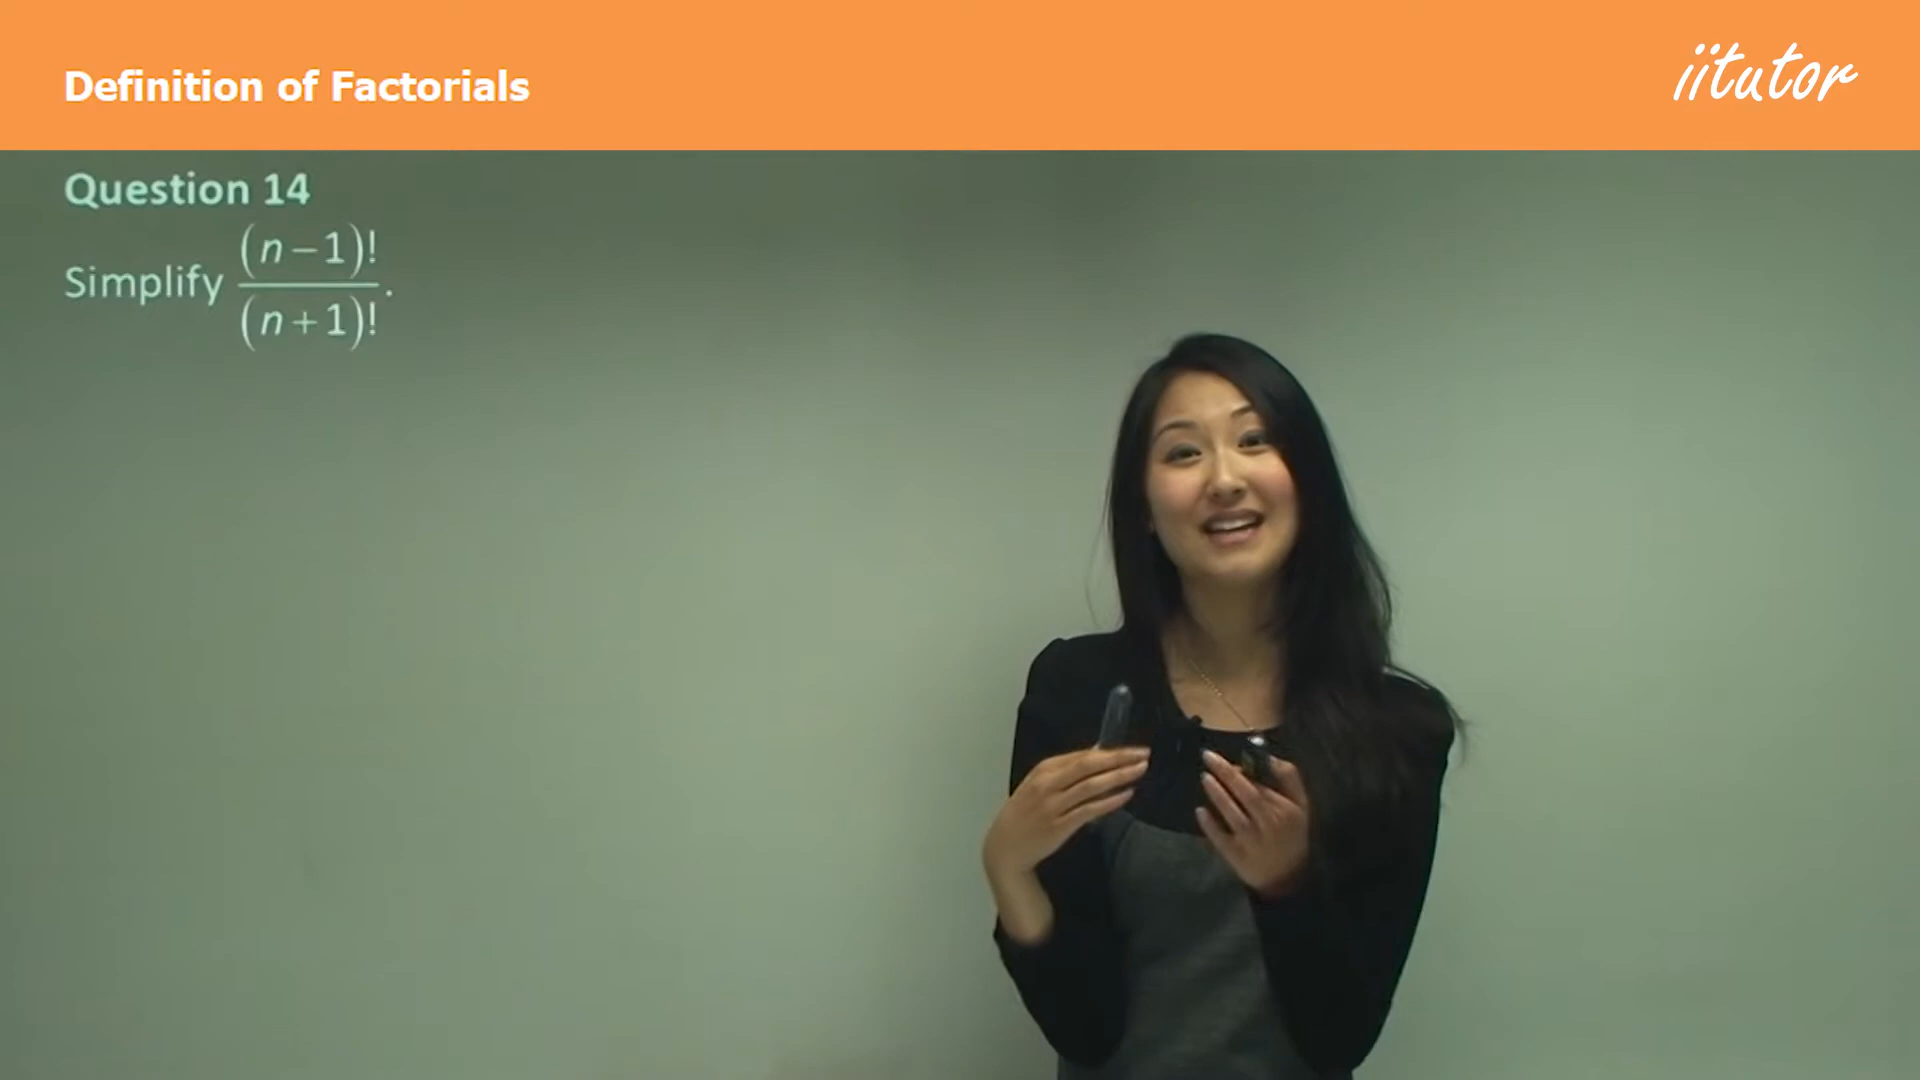 Definition of Factorials
iitutor
Question 14
Simplify (n−1)!/(n+1)!.